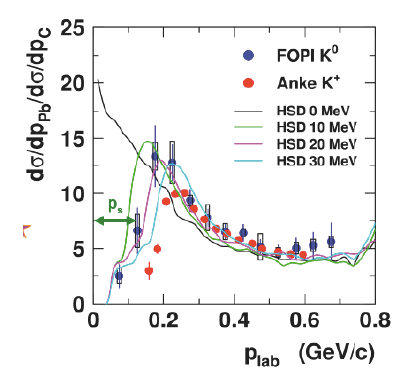 25
20
15
10
5
0
0
0.2
0.4
0.6
0.8
dσ/dp_Pb/dσ/dp_C
p_lab (GeV/c)
FOPI K⁰
Anke K⁺
HSD 0 MeV
HSD 10 MeV
HSD 20 MeV
HSD 30 MeV
p_s